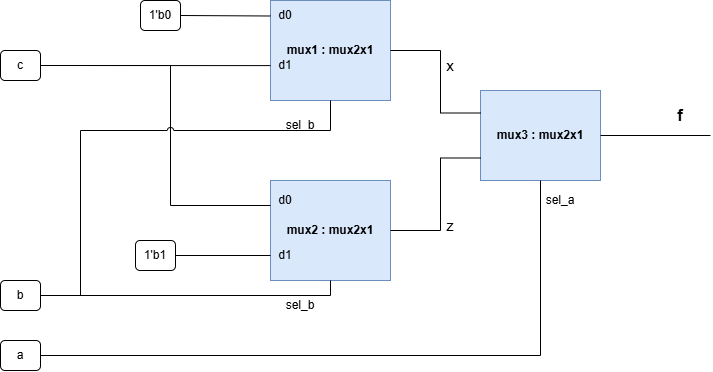 1'b0
d0
mux1 : mux2x1
c
d1
x
sel_b
f
mux3 : mux2x1
d0
sel_a
mux2 : mux2x1
z
1'b1
d1
b
sel_b
a